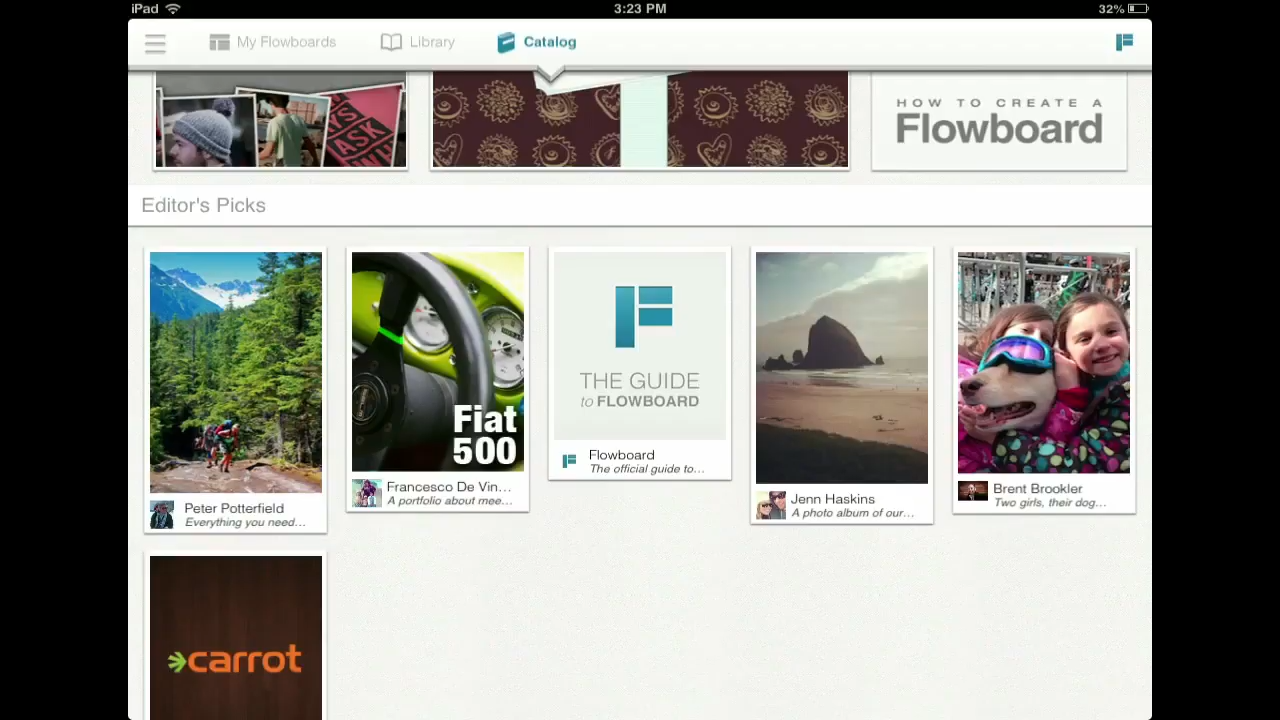 iPad
3:23 PM
32%
My Flowboards
Library
Catalog
HOW TO CREATE A
Flowboard
ASK
Editor's Picks
Fiat
500
THE GUIDE
to FLOWBOARD
Peter Potterfield
Everything you need...
Francesco De Vin...
A portfolio about mee...
Flowboard
The official guide to...
Jenn Haskins
A photo album of our...
Brent Brookler
Two girls, their dog...
carrot